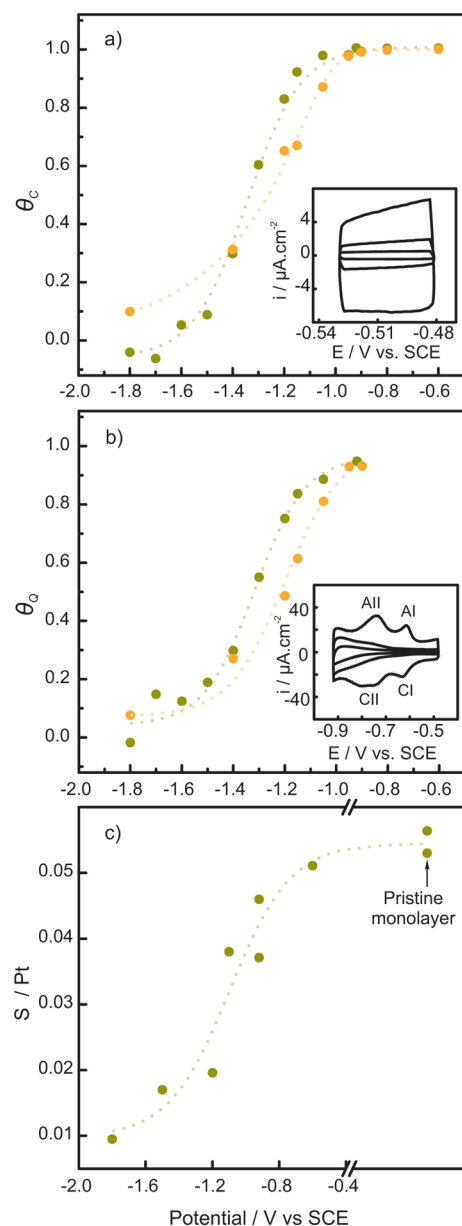 a)
1.0
0.8
0.6
0.4
0.2
0.0
θC
4
0
-4
i / µA.cm-2
-0.54 -0.51 -0.48
E / V vs. SCE
-2.0 -1.8 -1.6 -1.4 -1.2 -1.0 -0.8 -0.6
b)
1.0
0.8
0.6
0.4
0.2
0.0
θQ
40
0
-40
i / µA.cm-2
AII AI
CII CI
-0.9 -0.7 -0.5
E / V vs. SCE
-2.0 -1.8 -1.6 -1.4 -1.2 -1.0 -0.8 -0.6
c)
0.05
0.04
0.03
0.02
0.01
S / Pt
Pristine
monolayer
-2.0 -1.6 -1.2 -0.8 -0.4
Potential / V vs SCE